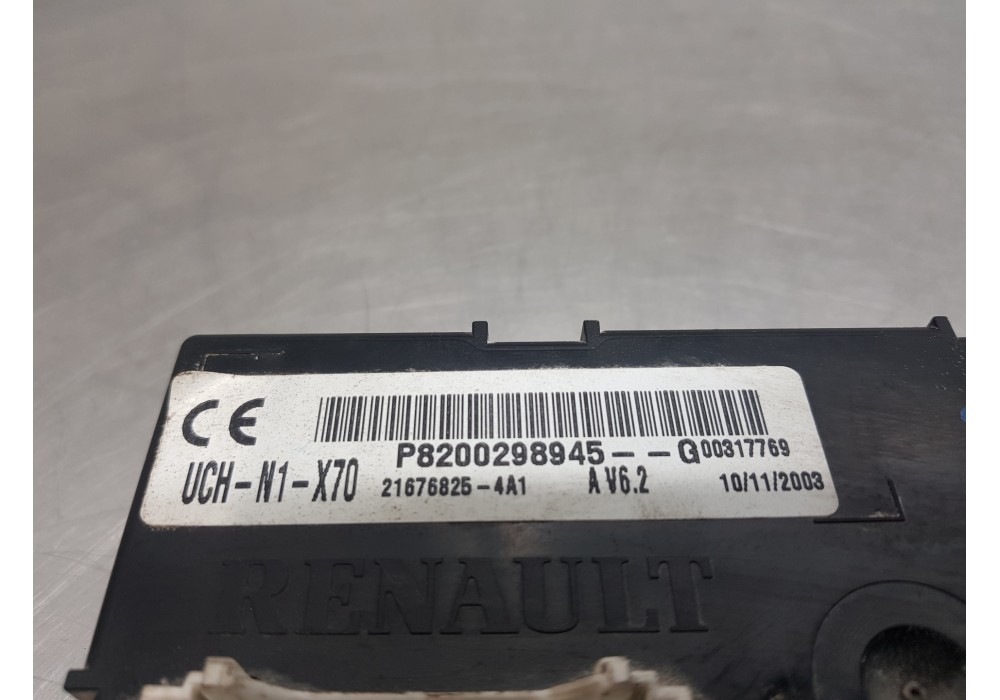 CE
P8200298945--G00317769
UCH-N1-X70 21676825-4A1 A V6.2 10/11/2003
RENAULT